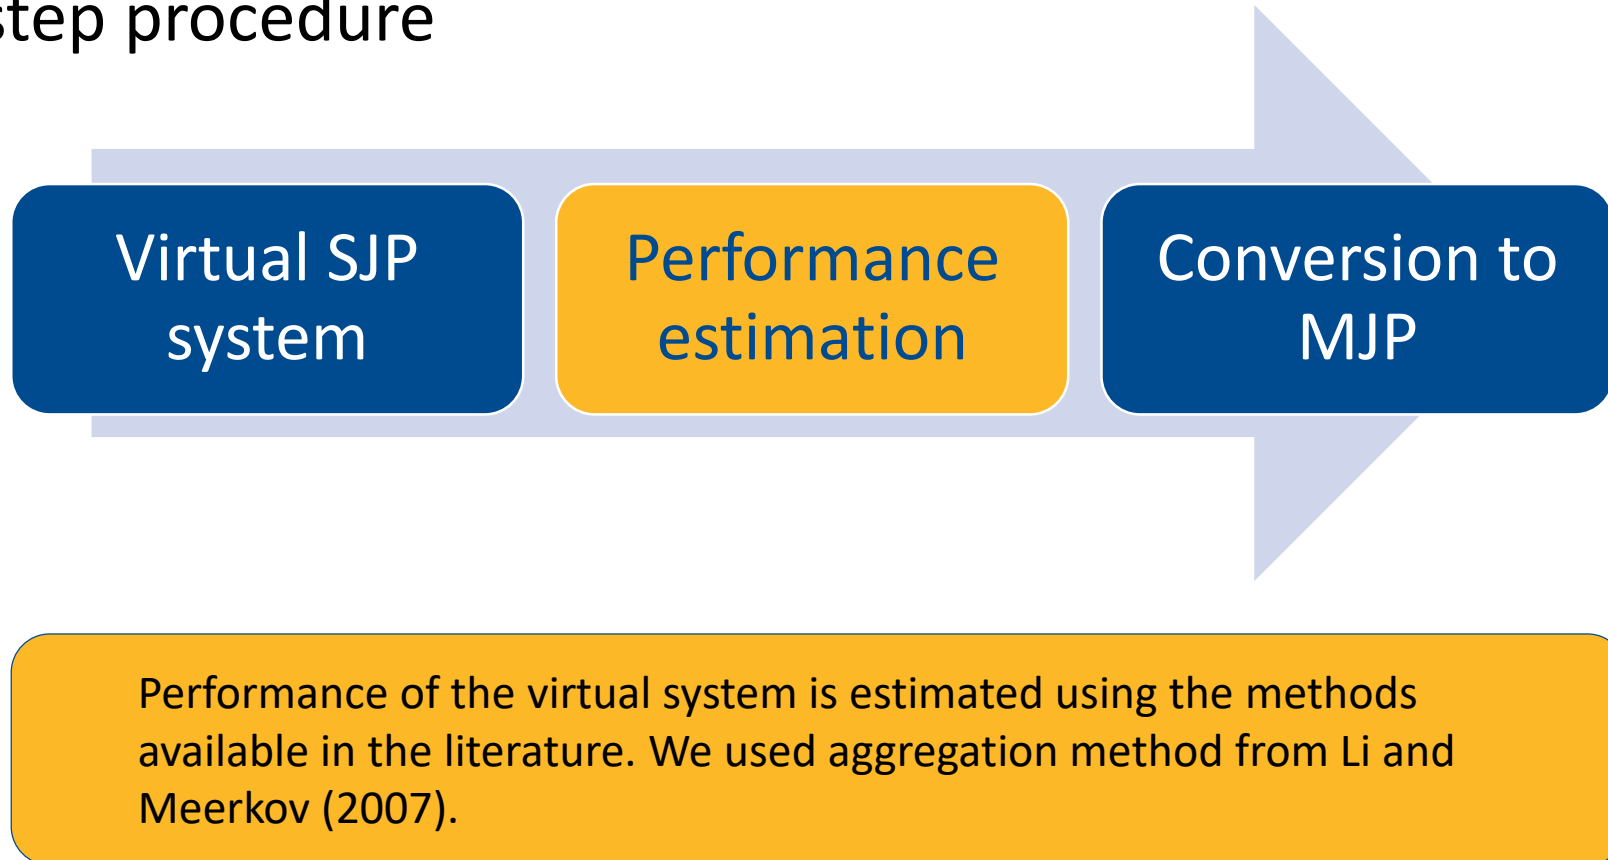 step procedure
Virtual SJP
system
Performance
estimation
Conversion to
MJP
Performance of the virtual system is estimated using the methods
available in the literature. We used aggregation method from Li and
Meerkov (2007).